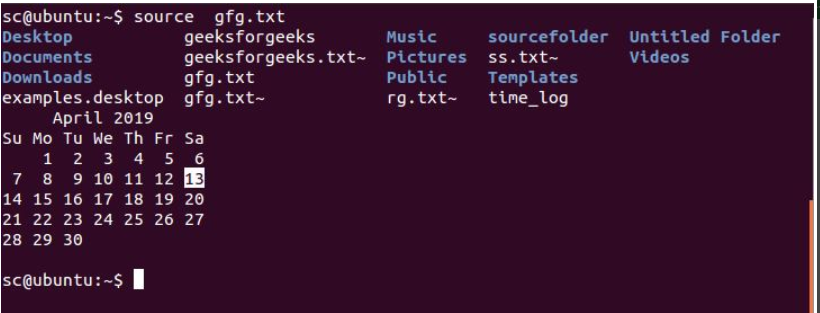 sc@ubuntu:~$ source  gfg.txt
Desktop           geeksforgeeks       Music     sourcefolder  Untitled Folder
Documents         geeksforgeeks.txt~  Pictures  ss.txt~       Videos
Downloads         gfg.txt             Public    Templates
examples.desktop  gfg.txt~            rg.txt~   time_log
     April 2019
Su Mo Tu We Th Fr Sa
    1  2  3  4  5  6
 7  8  9 10 11 12 13
14 15 16 17 18 19 20
21 22 23 24 25 26 27
28 29 30
sc@ubuntu:~$